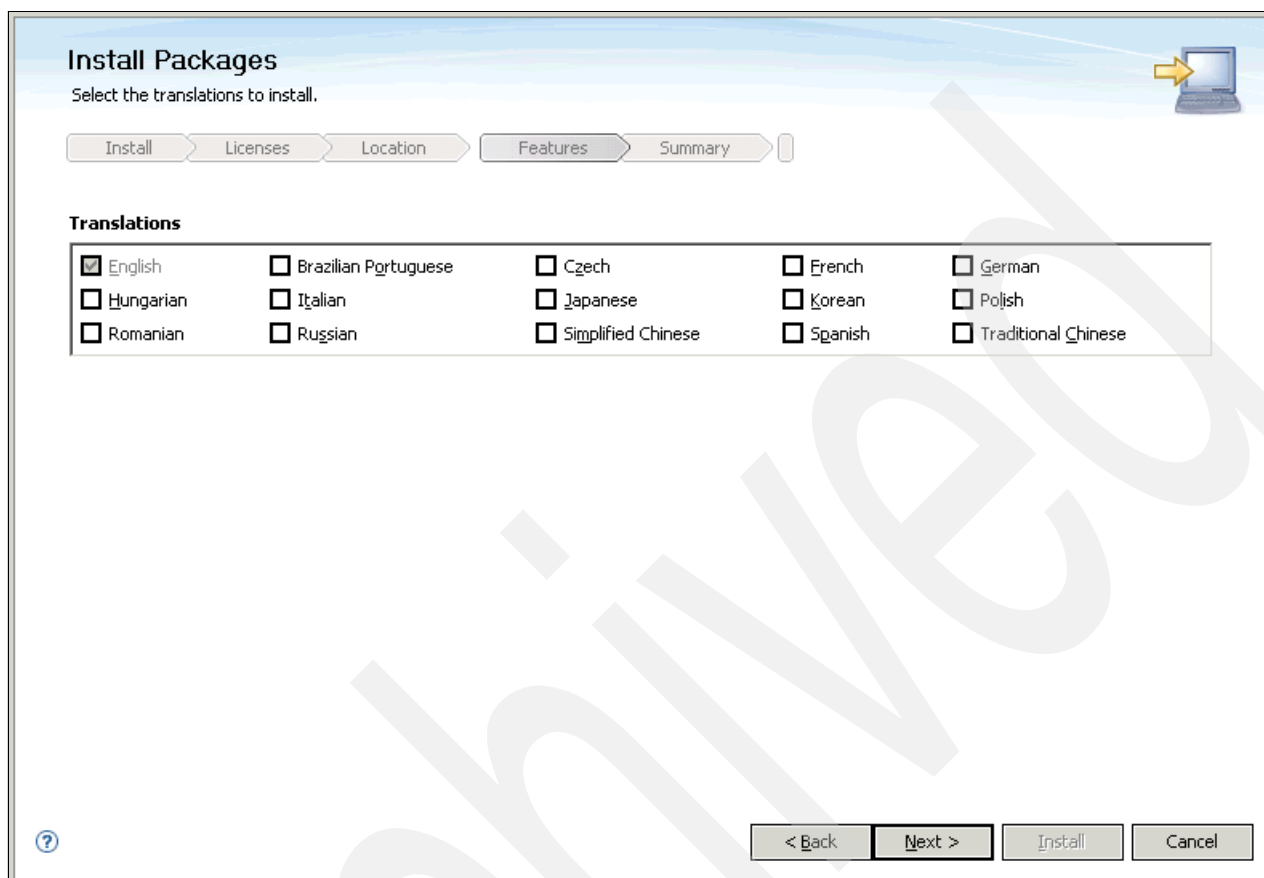 Install Packages
Select the translations to install.
Install Licenses Location Features Summary
Translations
English Brazilian Portuguese Czech French German
Hungarian Italian Japanese Korean Polish
Romanian Russian Simplified Chinese Spanish Traditional Chinese
hived
? < Back Next > Install Cancel